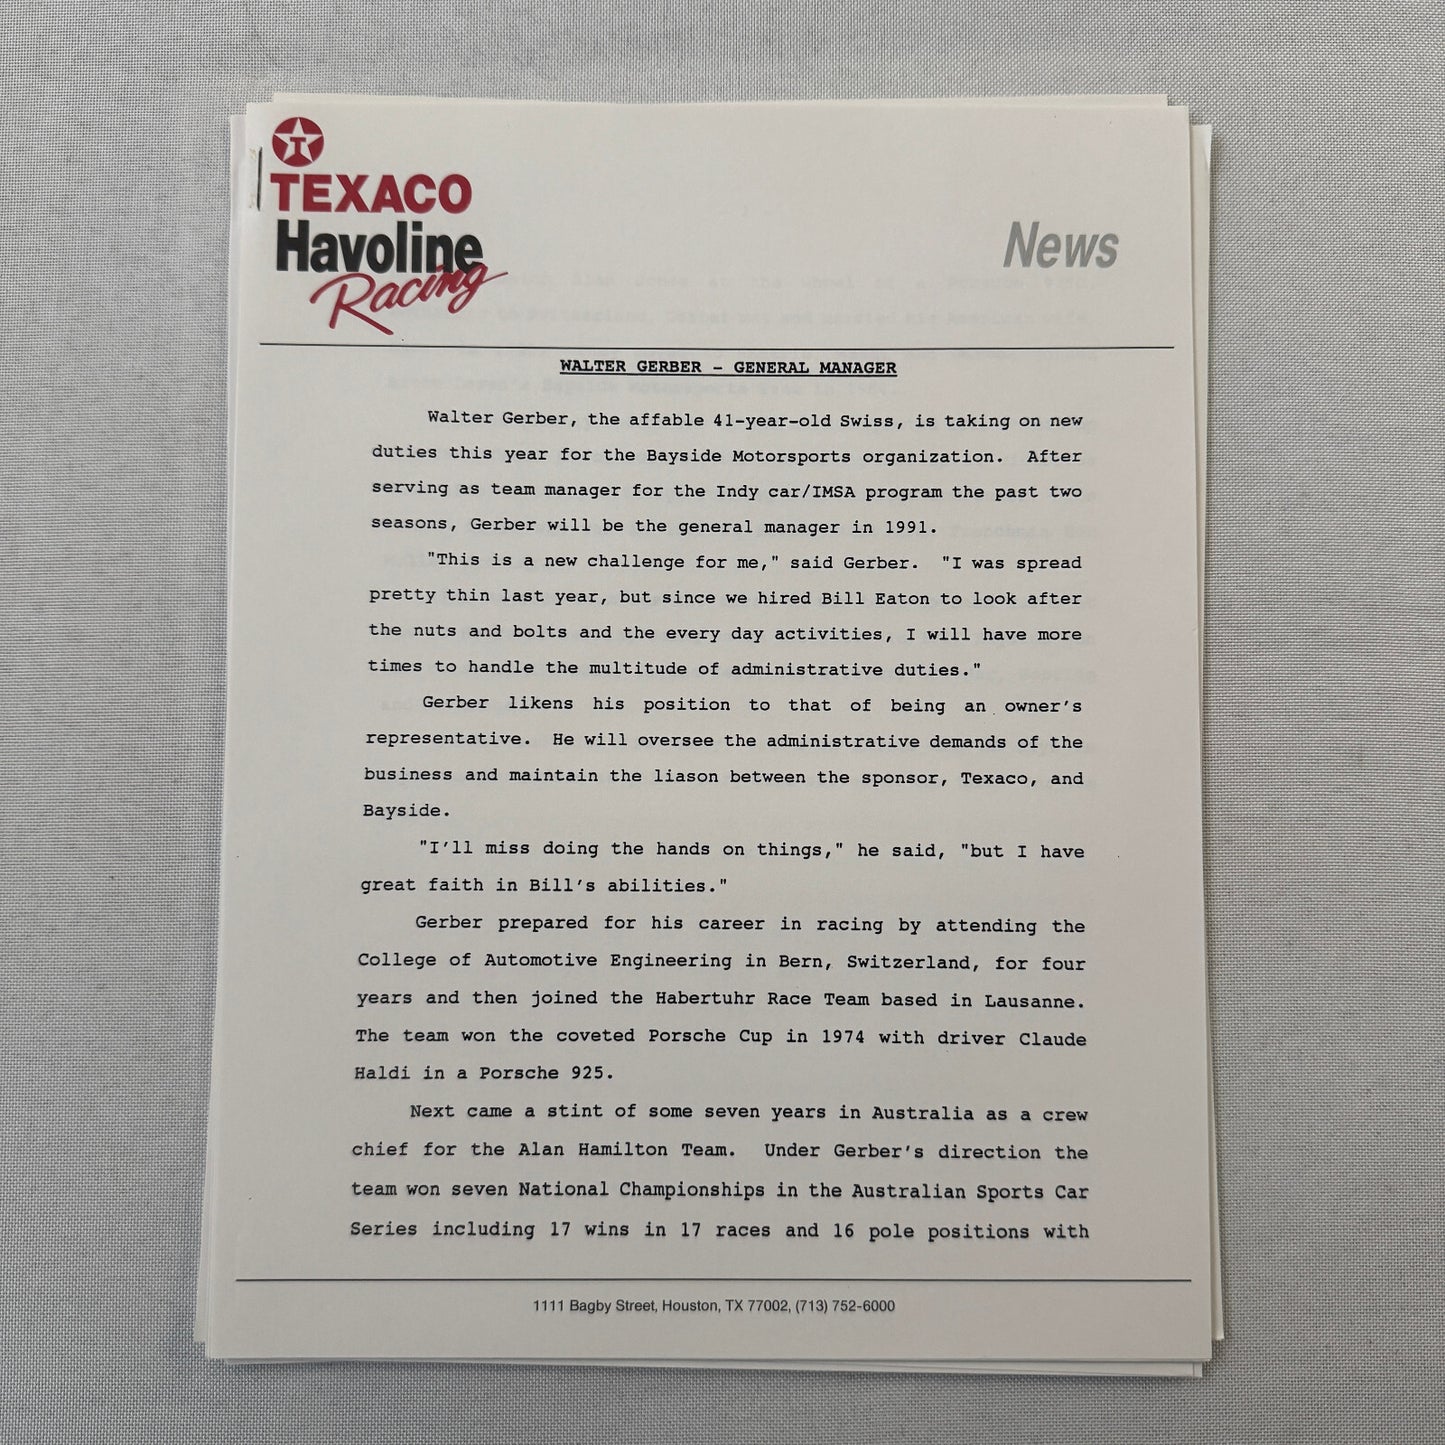 T
TEXACO
Havoline
Racing
News
WALTER GERBER - GENERAL MANAGER
Walter Gerber, the affable 41-year-old Swiss, is taking on new
duties this year for the Bayside Motorsports organization. After
serving as team manager for the Indy car/IMSA program the past two
seasons, Gerber will be the general manager in 1991.
"This is a new challenge for me," said Gerber. "I was spread
pretty thin last year, but since we hired Bill Eaton to look after
the nuts and bolts and the every day activities, I will have more
times to handle the multitude of administrative duties."
Gerber likens his position to that of being an owner's
representative. He will oversee the administrative demands of the
business and maintain the liason between the sponsor, Texaco, and
Bayside.
"I'll miss doing the hands on things," he said, "but I have
great faith in Bill's abilities."
Gerber prepared for his career in racing by attending the
College of Automotive Engineering in Bern, Switzerland, for four
years and then joined the Habertuhr Race Team based in Lausanne.
The team won the coveted Porsche Cup in 1974 with driver Claude
Haldi in a Porsche 925.
Next came a stint of some seven years in Australia as a crew
chief for the Alan Hamilton Team. Under Gerber's direction the
team won seven National Championships in the Australian Sports Car
Series including 17 wins in 17 races and 16 pole positions with
1111 Bagby Street, Houston, TX 77002, (713) 752-6000